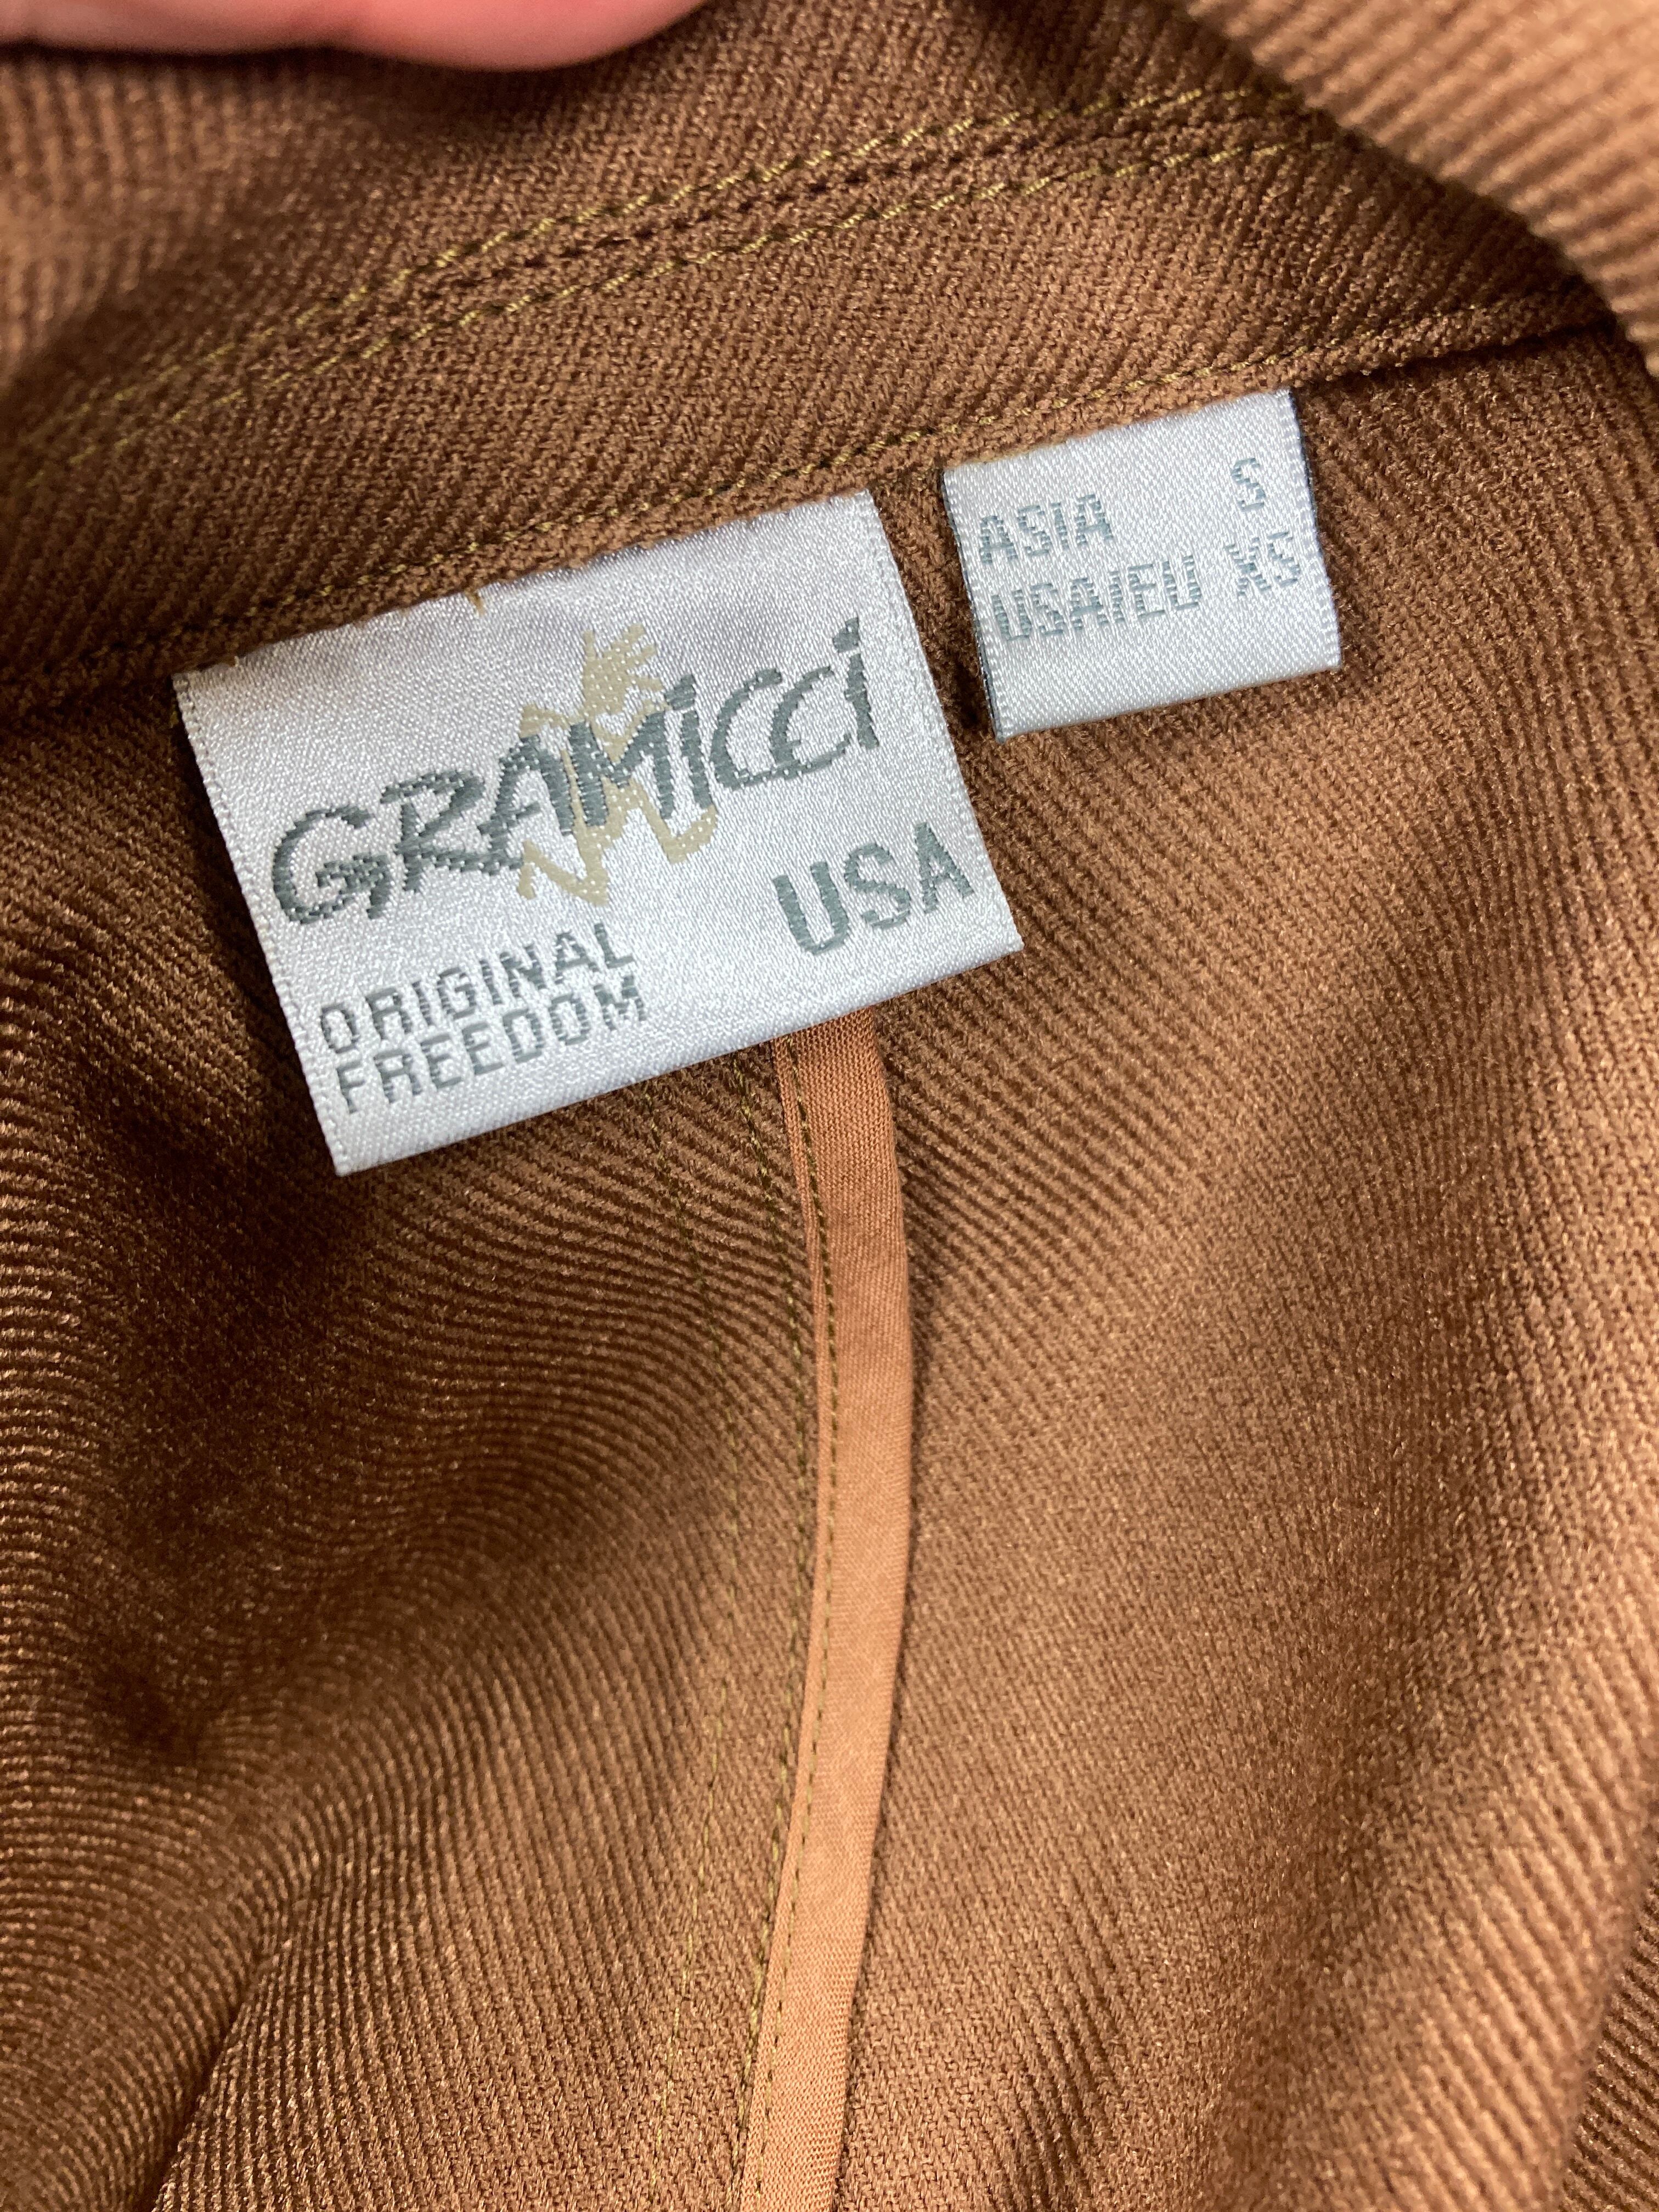 GRAMiCCi
USA
ORIGINAL
FREEDOM
ASIA S
USA/EU XS